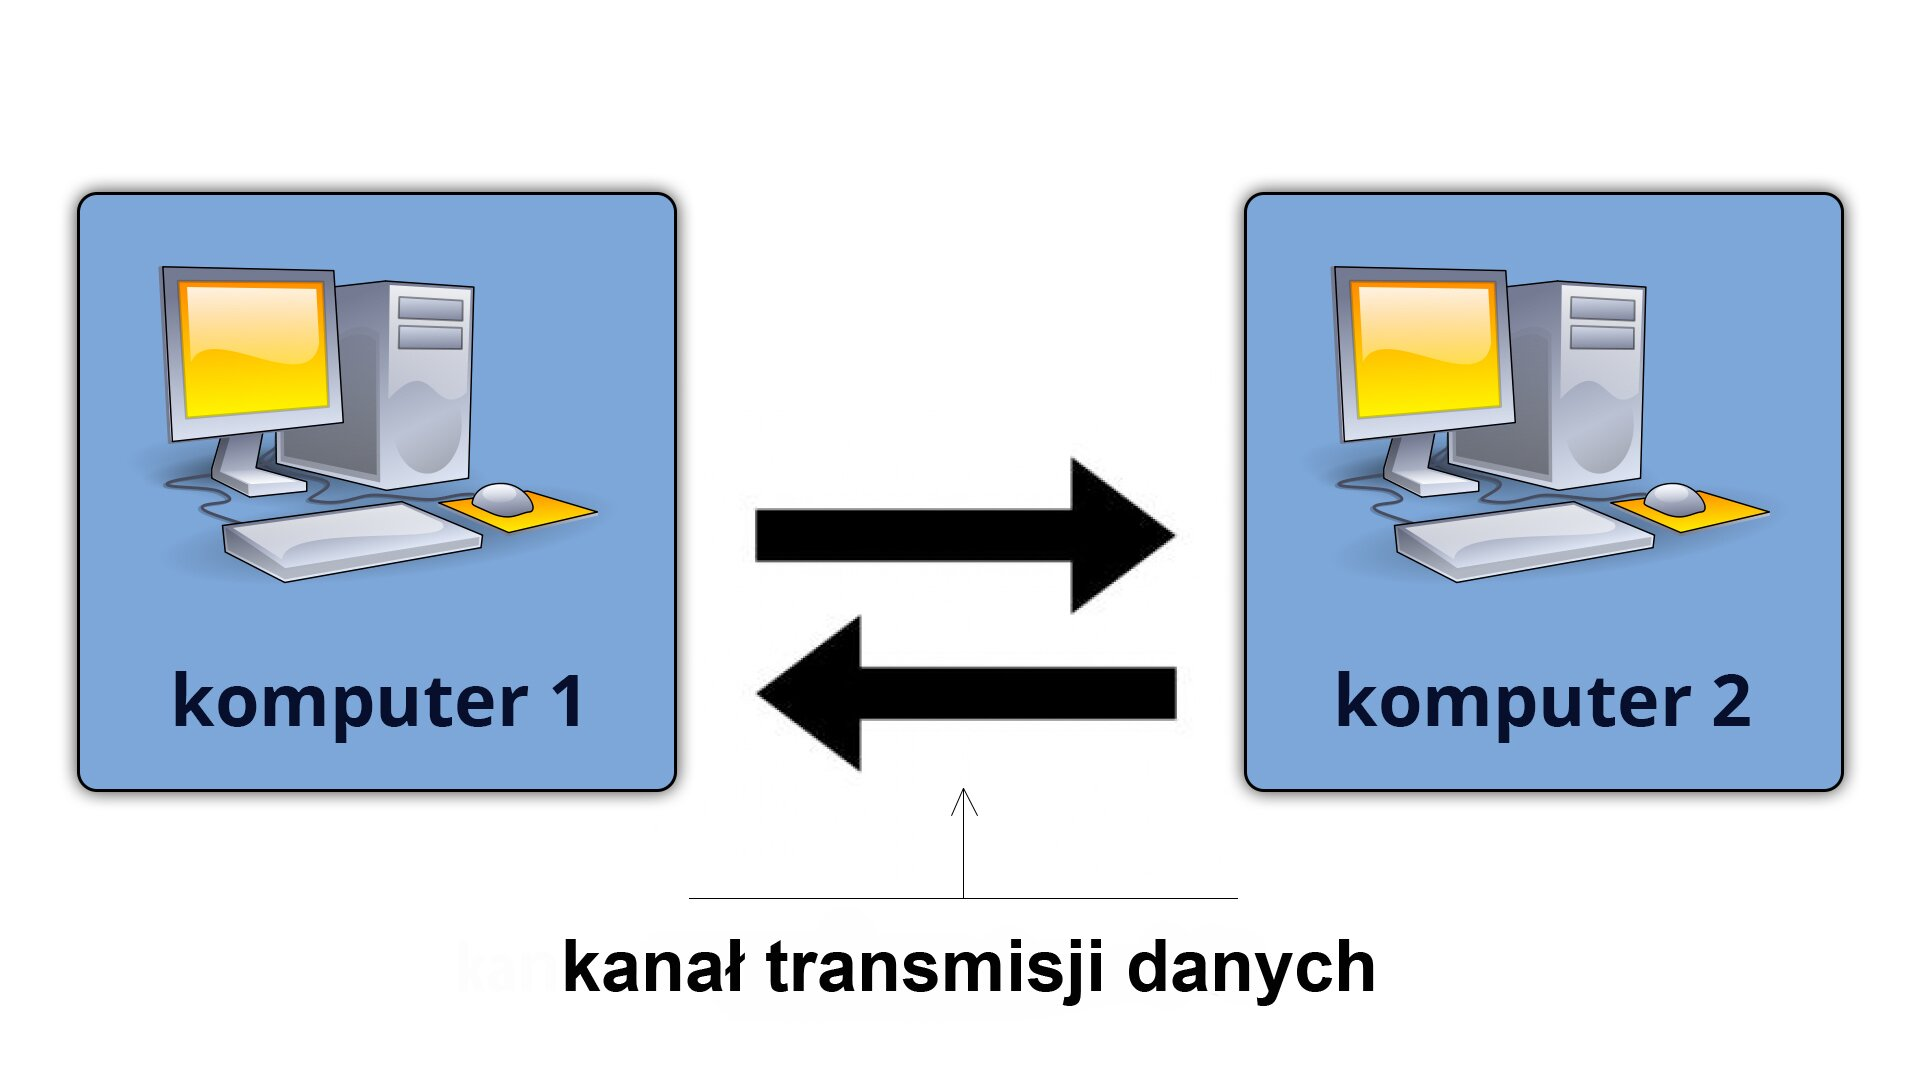 komputer 1
komputer 2
kanał transmisji danych